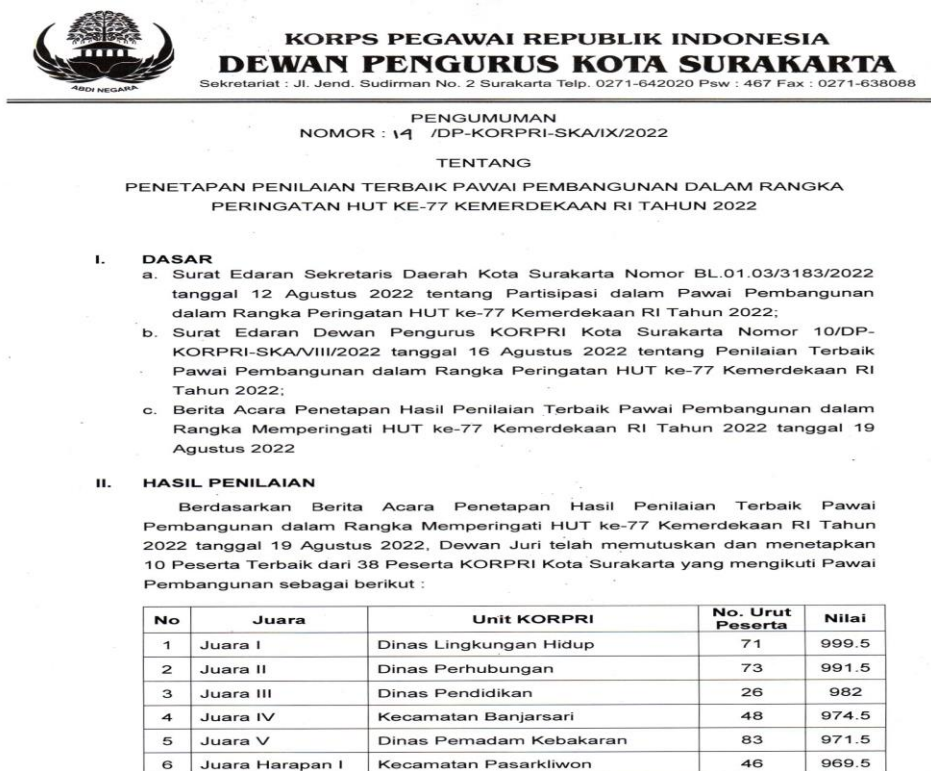 ABDI NEGARA
KORPS PEGAWAI REPUBLIK INDONESIA
DEWAN PENGURUS KOTA SURAKARTA
Sekretariat : Jl. Jend. Sudirman No. 2 Surakarta Telp. 0271-642020 Psw : 467 Fax : 0271-638088
PENGUMUMAN
NOMOR : 19 /DP-KORPRI-SKA/IX/2022
TENTANG
PENETAPAN PENILAIAN TERBAIK PAWAI PEMBANGUNAN DALAM RANGKA
PERINGATAN HUT KE-77 KEMERDEKAAN RI TAHUN 2022
I. DASAR
a. Surat Edaran Sekretaris Daerah Kota Surakarta Nomor BL.01.03/3183/2022
tanggal 12 Agustus 2022 tentang Partisipasi dalam Pawai Pembangunan
dalam Rangka Peringatan HUT ke-77 Kemerdekaan RI Tahun 2022;
b. Surat Edaran Dewan Pengurus KORPRI Kota Surakarta Nomor 10/DP-
KORPRI-SKA/VIII/2022 tanggal 16 Agustus 2022 tentang Penilaian Terbaik
Pawai Pembangunan dalam Rangka Peringatan HUT ke-77 Kemerdekaan RI
Tahun 2022;
c. Berita Acara Penetapan Hasil Penilaian Terbaik Pawai Pembangunan dalam
Rangka Memperingati HUT ke-77 Kemerdekaan RI Tahun 2022 tanggal 19
Agustus 2022
II. HASIL PENILAIAN
Berdasarkan Berita Acara Penetapan Hasil Penilaian Terbaik Pawai
Pembangunan dalam Rangka Memperingati HUT ke-77 Kemerdekaan RI Tahun
2022 tanggal 19 Agustus 2022, Dewan Juri telah memutuskan dan menetapkan
10 Peserta Terbaik dari 38 Peserta KORPRI Kota Surakarta yang mengikuti Pawai
Pembangunan sebagai berikut :
No Juara Unit KORPRI No. Urut Peserta Nilai
1 Juara I Dinas Lingkungan Hidup 71 999.5
2 Juara II Dinas Perhubungan 73 991.5
3 Juara III Dinas Pendidikan 26 982
4 Juara IV Kecamatan Banjarsari 48 974.5
5 Juara V Dinas Pemadam Kebakaran 83 971.5
6 Juara Harapan I Kecamatan Pasarkliwon 46 969.5